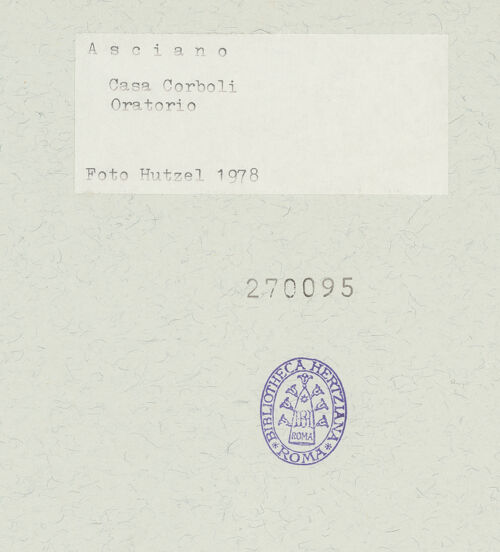 Asciano
Casa Corboli
Oratorio
Foto Hutzel 1978
270095
BIBLIOTHECA HERTZIANA
ROMA
* ROMA *